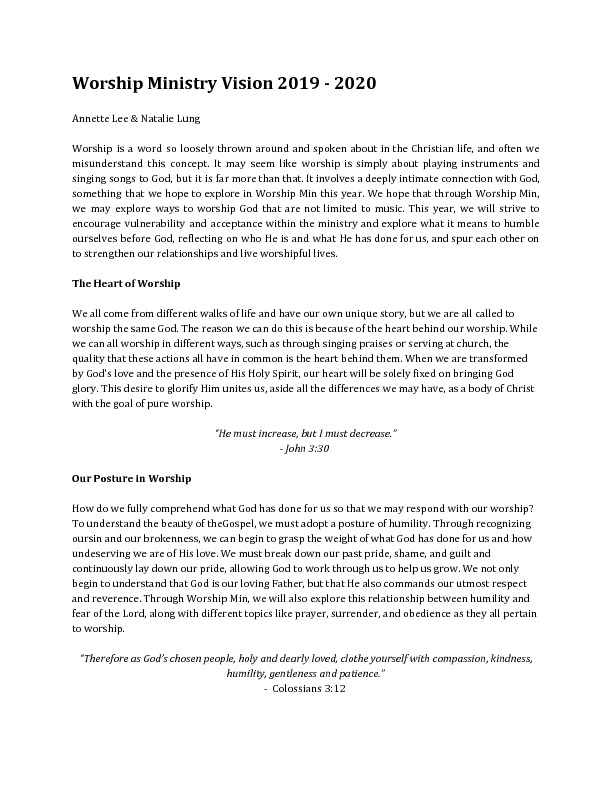 Worship Ministry Vision 2019 - 2020
Annette Lee & Natalie Lung
Worship is a word so loosely thrown around and spoken about in the Christian life, and often we
misunderstand this concept. It may seem like worship is simply about playing instruments and
singing songs to God, but it is far more than that. It involves a deeply intimate connection with God,
something that we hope to explore in Worship Min this year. We hope that through Worship Min,
we may explore ways to worship God that are not limited to music. This year, we will strive to
encourage vulnerability and acceptance within the ministry and explore what it means to humble
ourselves before God, reflecting on who He is and what He has done for us, and spur each other on
to strengthen our relationships and live worshipful lives.
The Heart of Worship
We all come from different walks of life and have our own unique story, but we are all called to
worship the same God. The reason we can do this is because of the heart behind our worship. While
we can all worship in different ways, such as through singing praises or serving at church, the
quality that these actions all have in common is the heart behind them. When we are transformed
by God's love and the presence of His Holy Spirit, our heart will be solely fixed on bringing God
glory. This desire to glorify Him unites us, aside all the differences we may have, as a body of Christ
with the goal of pure worship.
"He must increase, but I must decrease."
- John 3:30
Our Posture in Worship
How do we fully comprehend what God has done for us so that we may respond with our worship?
To understand the beauty of theGospel, we must adopt a posture of humility. Through recognizing
oursin and our brokenness, we can begin to grasp the weight of what God has done for us and how
undeserving we are of His love. We must break down our past pride, shame, and guilt and
continuously lay down our pride, allowing God to work through us to help us grow. We not only
begin to understand that God is our loving Father, but that He also commands our utmost respect
and reverence. Through Worship Min, we will also explore this relationship between humility and
fear of the Lord, along with different topics like prayer, surrender, and obedience as they all pertain
to worship.
"Therefore as God's chosen people, holy and dearly loved, clothe yourself with compassion, kindness,
humility, gentleness and patience."
- Colossians 3:12